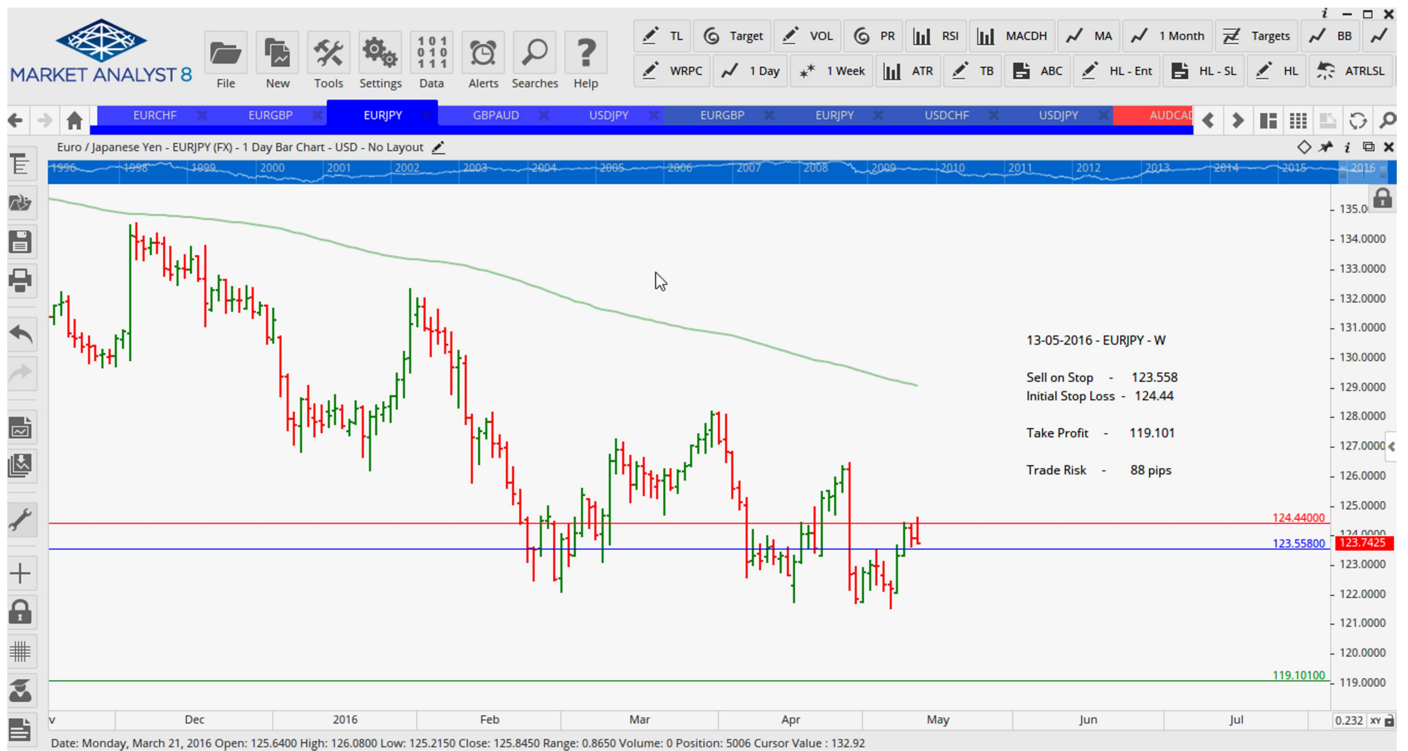 MARKET ANALYST 8
File New Tools Settings Data Alerts Searches Help
101
010
111
TL Target VOL PR RSI MACDH MA 1 Month Targets BB
WRPC 1 Day 1 Week ATR TB ABC HL - Ent HL - SL HL ATRLSL
EURCHF EURGBP EURJPY GBPAUD USDJPY EURGBP EURJPY USDCHF USDJPY AUDCAD
Euro / Japanese Yen - EURJPY (FX) - 1 Day Bar Chart - USD - No Layout
1996 1998 1999 2000 2001 2002 2003 2004 2006 2007 2008 2009 2010 2011 2012 2013 2014 2015 2016
135.0
134.0000
133.0000
132.0000
131.0000
13-05-2016 - EURJPY - W
130.0000
Sell on Stop - 123.558
129.0000
Initial Stop Loss - 124.44
128.0000
Take Profit - 119.101
127.0000
Trade Risk - 88 pips
126.0000
125.0000
124.44000
124.0000
123.55800
123.7425
123.0000
122.0000
121.0000
120.0000
119.10100
119.0000
v Dec 2016 Feb Mar Apr May Jun Jul 0.232 XY
Date: Monday, March 21, 2016 Open: 125.6400 High: 126.0800 Low: 125.2150 Close: 125.8450 Range: 0.8650 Volume: 0 Position: 5006 Cursor Value : 132.92